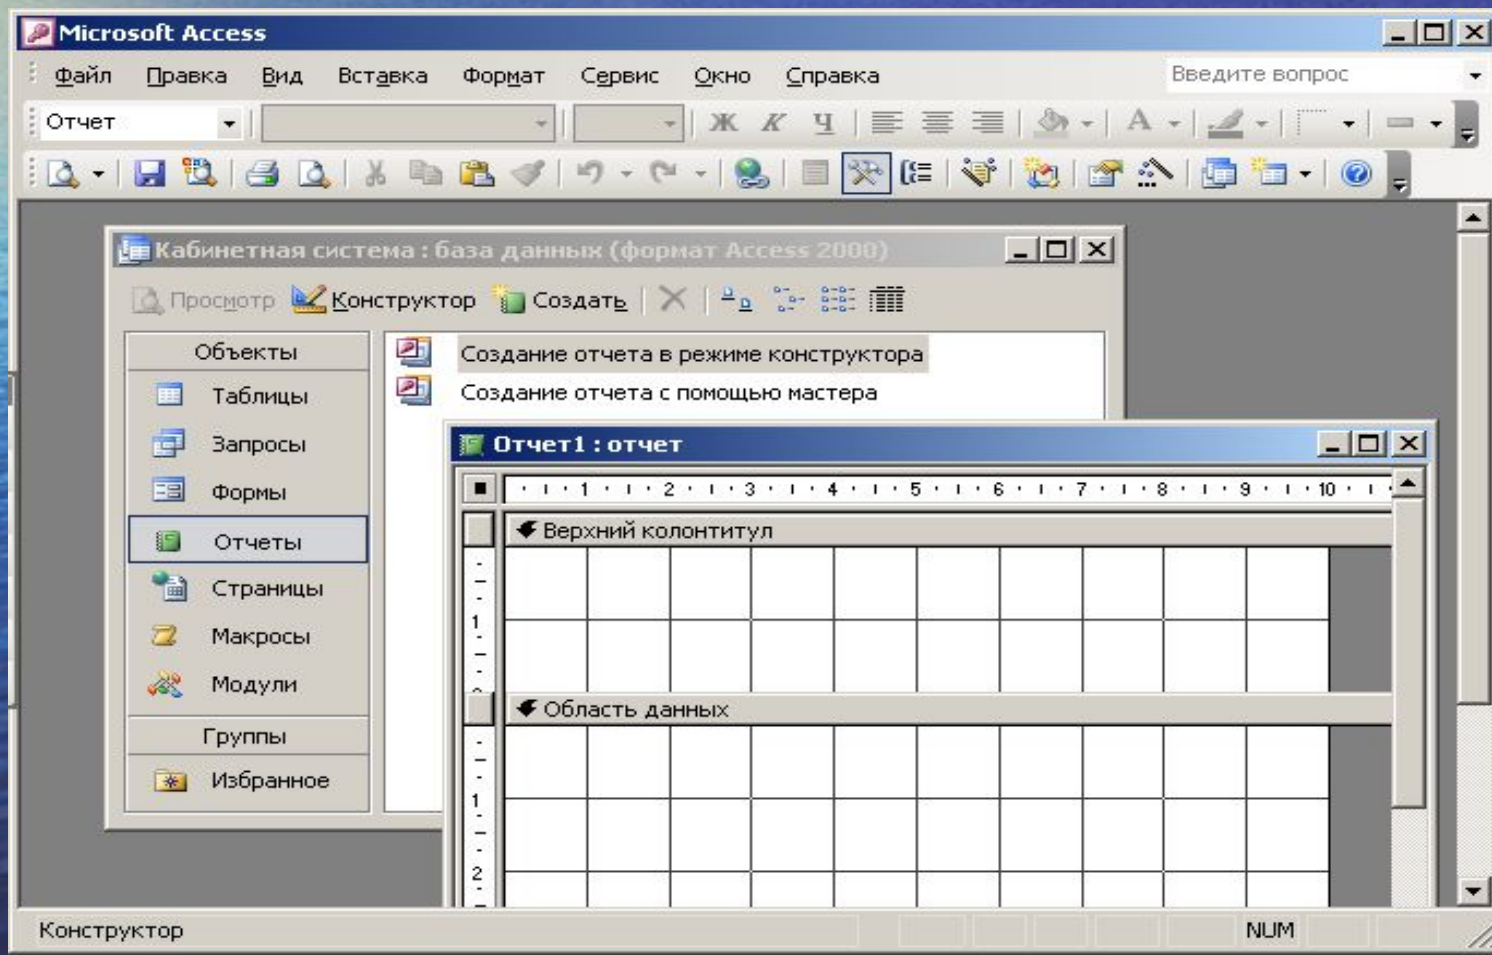 Microsoft Access
Файл Правка Вид Вставка Формат Сервис Окно Справка Введите вопрос
Отчет Ж К Ч A
Кабинетная система : база данных (формат Access 2000)
Просмотр Конструктор Создать
Объекты
Таблицы
Запросы
Формы
Отчеты
Страницы
Макросы
Модули
Группы
Избранное
Создание отчета в режиме конструктора
Создание отчета с помощью мастера
Отчет1 : отчет
1 2 3 4 5 6 7 8 9 10
Верхний колонтитул
1
Область данных
1
2
Конструктор NUM